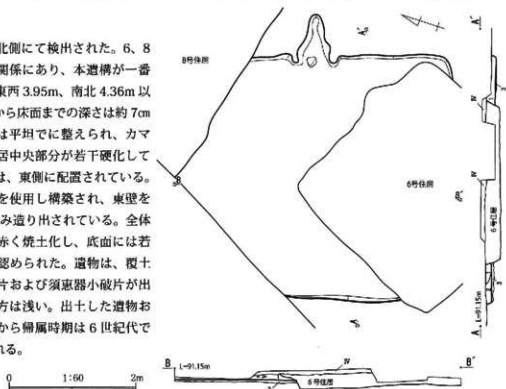 北側にて検出された。6、8
関係にあり、本遺構が一番
東西 3.95m、南北 4.36m 以
から床面までの深さは約 7㎝
は平坦でに整えられ、カマ
居中央部分が若干硬化して
は、東側に配置されている。
を使用し構築され、東壁を
み造り出されている。全体
赤く焼土化し、底面には若
認められた。遺物は、覆土
片および須恵器小破片が出
方は浅い。出土した遺物お
から帰属時期は 6 世紀代で
れる。
0 1:60 2m
8号住居
6号住居
A
A'
B
B'
A'
Ⅳ
Ⅳ
6号住居
L=91.15m
A
B L=91.15m Ⅳ B'
6号住居